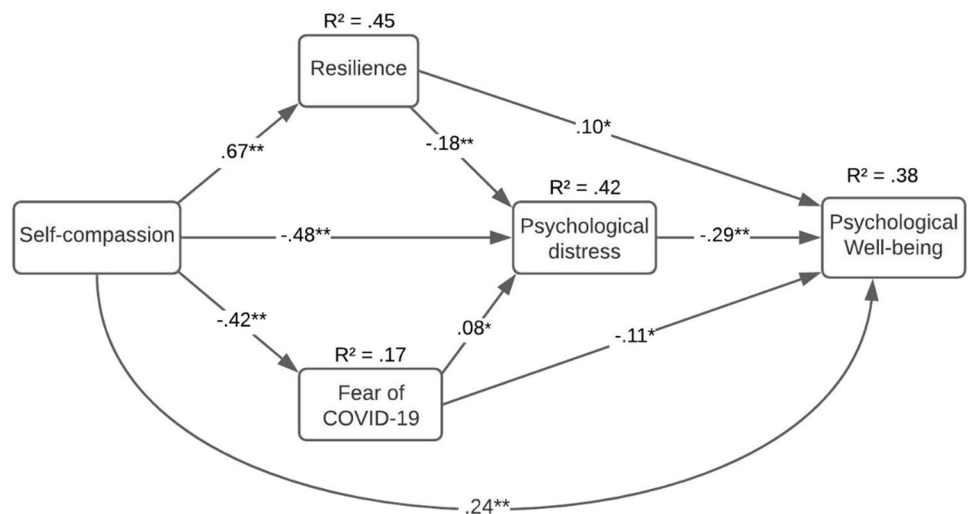 R² = .45
Resilience
.10*
-.18**
.67**
R² = .42
R² = .38
Self-compassion
-.48**
Psychological
distress
-.29**
Psychological
Well-being
-.42**
.08*
-.11*
R² = .17
Fear of
COVID-19
.24**